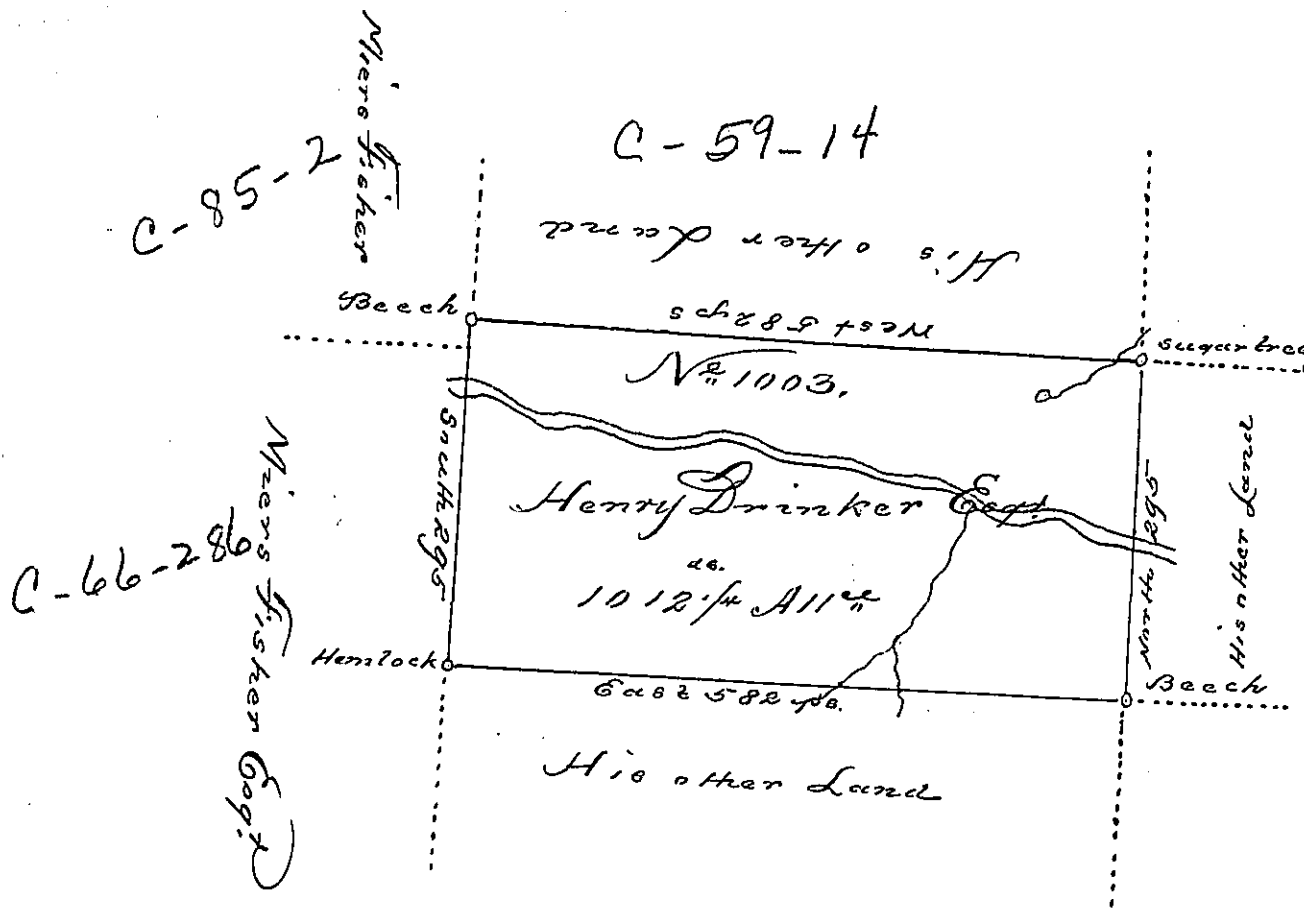 Miers Fisher
C-85-2
C-59-14
His other Land
Beech
West 582 ps
sugar tree
No 1003.
South 295
Henry Drinker Esqr.
as.
1012 1/4 Allce
North 295
His other Land
C-66-286
Miers Fisher Esqr.
Hemlock
East 582 ps.
Beech
His other Land